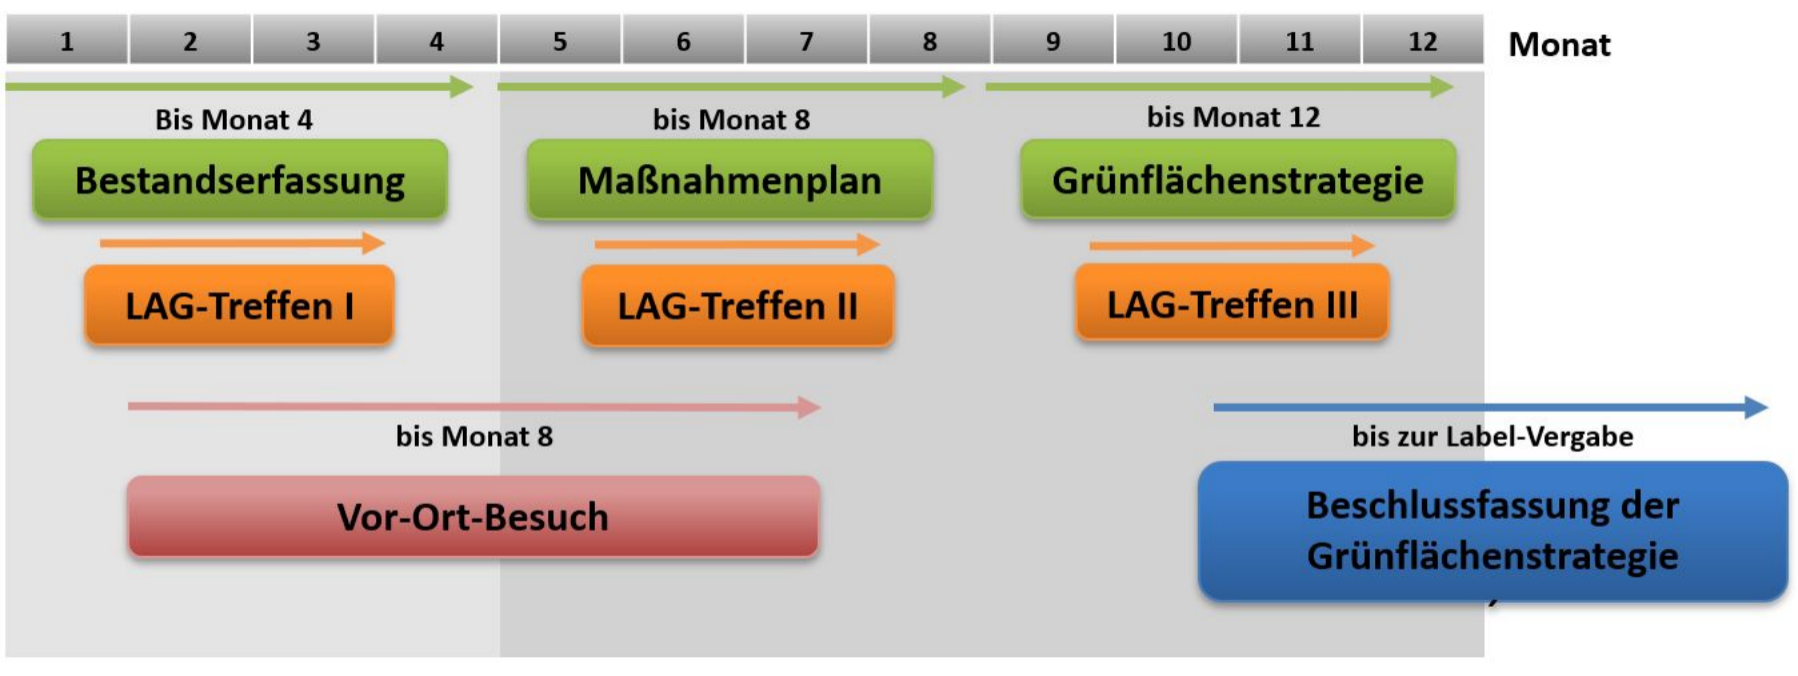 1 2 3 4 5 6 7 8 9 10 11 12 Monat
Bis Monat 4
bis Monat 8
bis Monat 12
Bestandserfassung
Maßnahmenplan
Grünflächenstrategie
LAG-Treffen I
LAG-Treffen II
LAG-Treffen III
bis Monat 8
bis zur Label-Vergabe
Vor-Ort-Besuch
Beschlussfassung der
Grünflächenstrategie